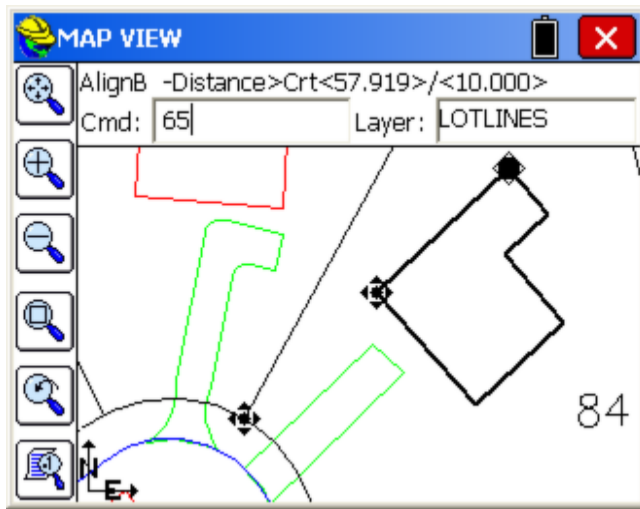 MAP VIEW
AlignB -Distance>Crt<57.919>/<10.000>
Cmd: 65 Layer: LOTLINES
84
N
E